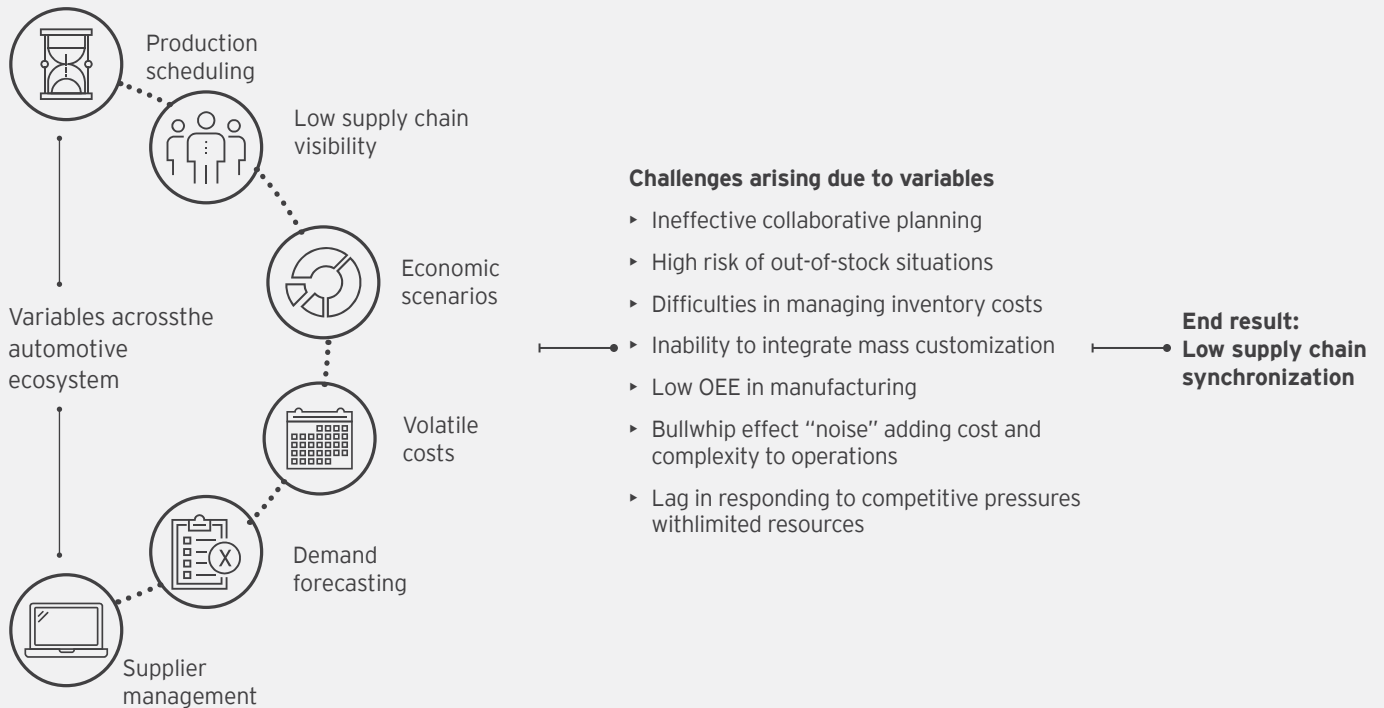 Production
scheduling
Low supply chain
visibility
Economic
scenarios
Variables acrossthe
automotive
ecosystem
Volatile
costs
X
Demand
forecasting
Supplier
management
Challenges arising due to variables
‣ Ineffective collaborative planning
‣ High risk of out-of-stock situations
‣ Difficulties in managing inventory costs
‣ Inability to integrate mass customization
‣ Low OEE in manufacturing
‣ Bullwhip effect “noise” adding cost and
complexity to operations
‣ Lag in responding to competitive pressures
withlimited resources
End result:
Low supply chain
synchronization